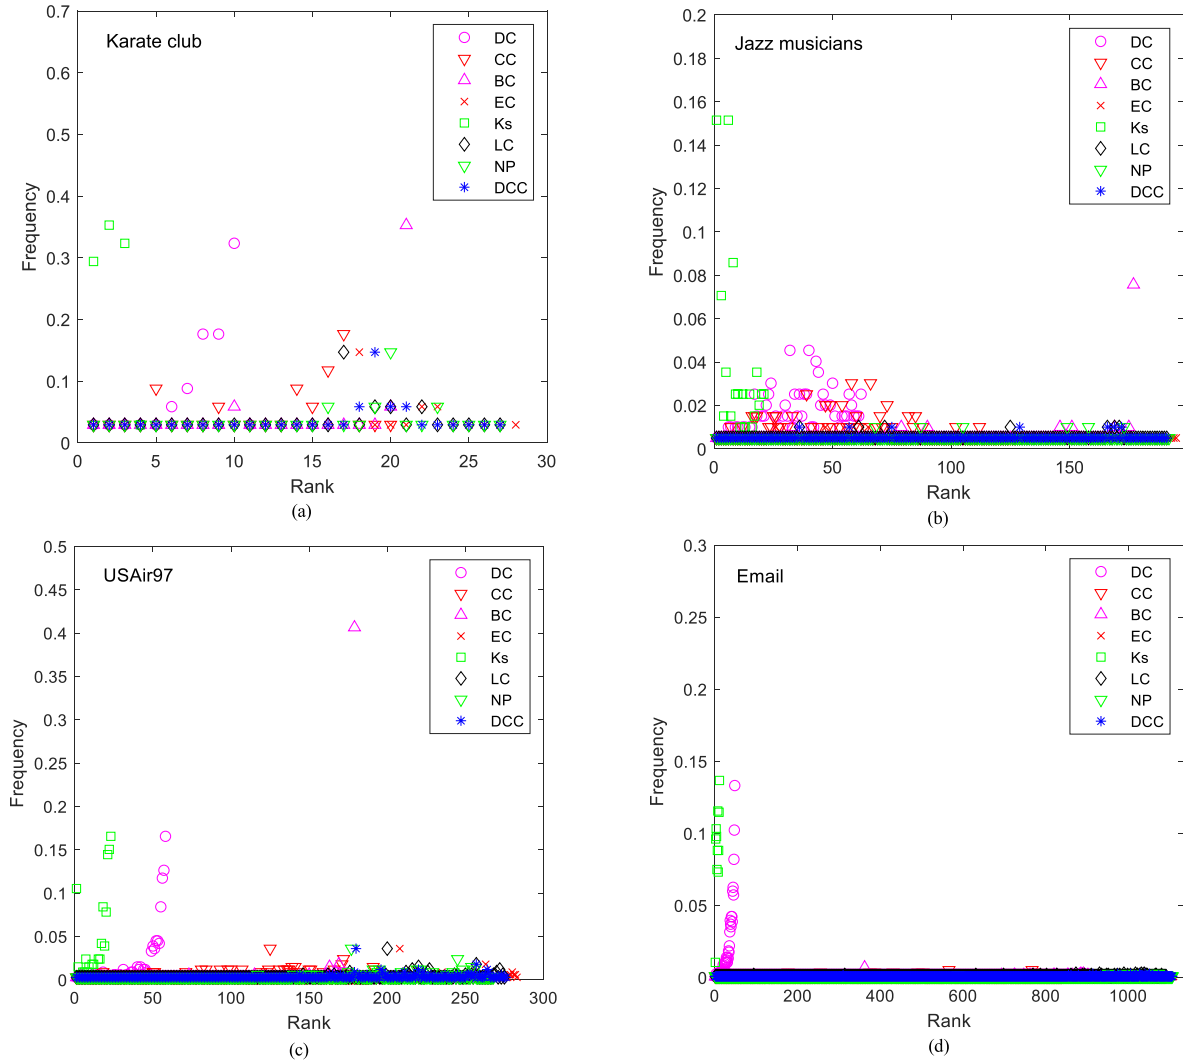 0.7
0.6
0.5
0.4
0.3
0.2
0.1
0
Frequency
Karate club
DC
CC
BC
EC
Ks
LC
NP
DCC
0 5 10 15 20 25 30
Rank
(a)
0.2
0.18
0.16
0.14
0.12
0.1
0.08
0.06
0.04
0.02
0
Frequency
Jazz musicians
DC
CC
BC
EC
Ks
LC
NP
DCC
0 50 100 150
Rank
(b)
0.5
0.45
0.4
0.35
0.3
0.25
0.2
0.15
0.1
0.05
0
Frequency
USAir97
DC
CC
BC
EC
Ks
LC
NP
DCC
0 50 100 150 200 250 300
Rank
(c)
0.3
0.25
0.2
0.15
0.1
0.05
0
Frequency
Email
DC
CC
BC
EC
Ks
LC
NP
DCC
0 200 400 600 800 1000
Rank
(d)